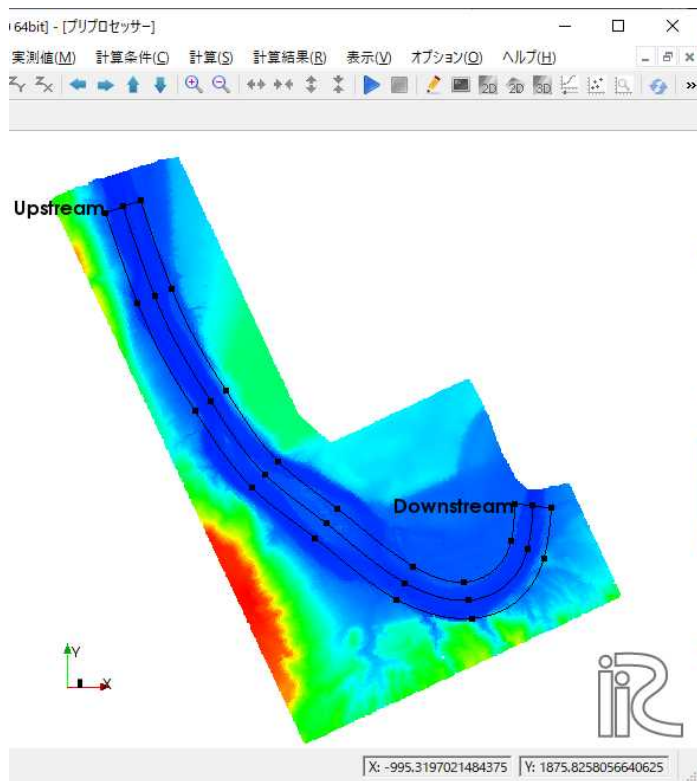 64bit] - [プリプロセッサー]
実測値(M) 計算条件(C) 計算(S) 計算結果(R) 表示(V) オプション(O) ヘルプ(H)
2D 2D 3D
Upstream
Downstream
Y
X
iRIC
X: -995.3197021484375 Y: 1875.8258056640625